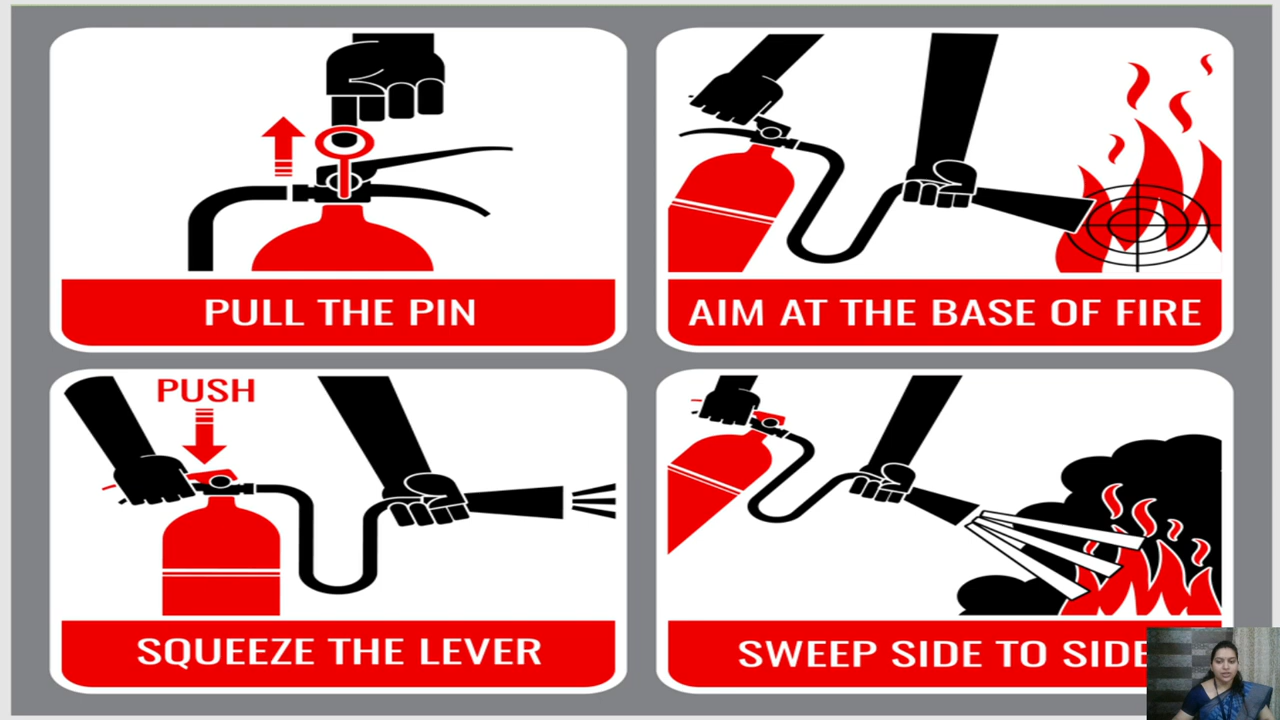 PULL THE PIN
AIM AT THE BASE OF FIRE
PUSH
SQUEEZE THE LEVER
SWEEP SIDE TO SIDE